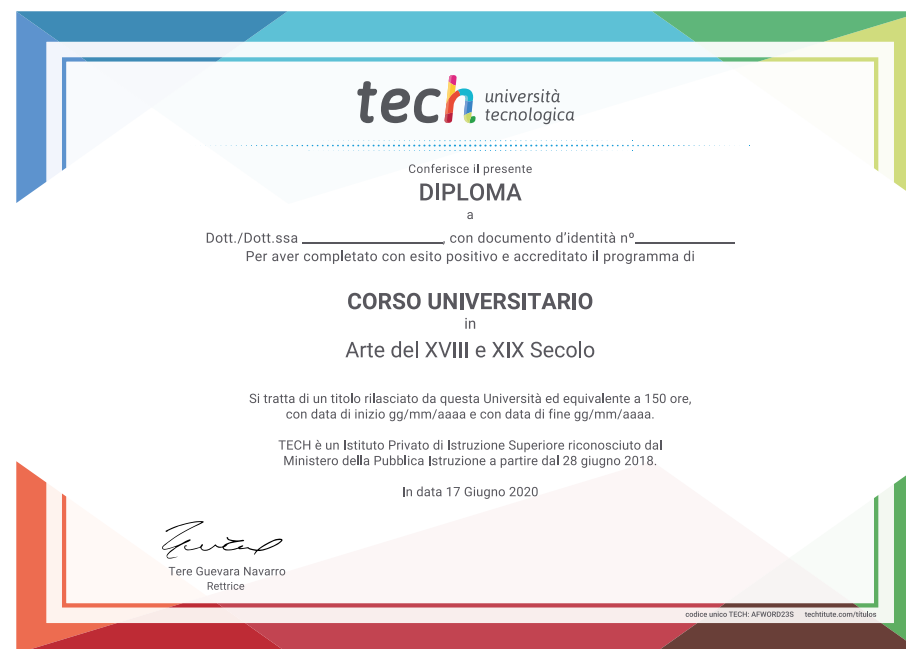 tech università
tecnologica
Conferisce il presente
DIPLOMA
a
Dott./Dott.ssa ____________________, con documento d'identità nº______________
Per aver completato con esito positivo e accreditato il programma di
CORSO UNIVERSITARIO
in
Arte del XVIII e XIX Secolo
Si tratta di un titolo rilasciato da questa Università ed equivalente a 150 ore,
con data di inizio gg/mm/aaaa e con data di fine gg/mm/aaaa.
TECH è un Istituto Privato di Istruzione Superiore riconosciuto dal
Ministero della Pubblica Istruzione a partire dal 28 giugno 2018.
In data 17 Giugno 2020
Tere Guevara Navarro
Rettrice
codice unico TECH: AFWORD23S techtitute.com/titulos